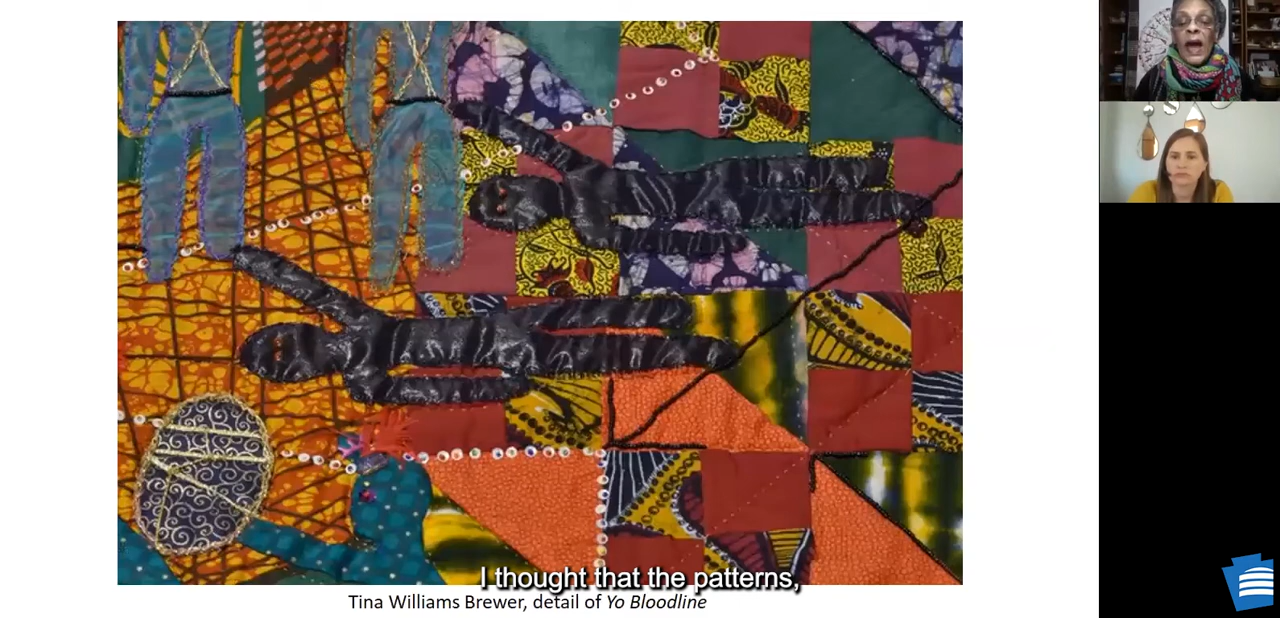 I thought that the patterns,
Tina Williams Brewer, detail of Yo Bloodline